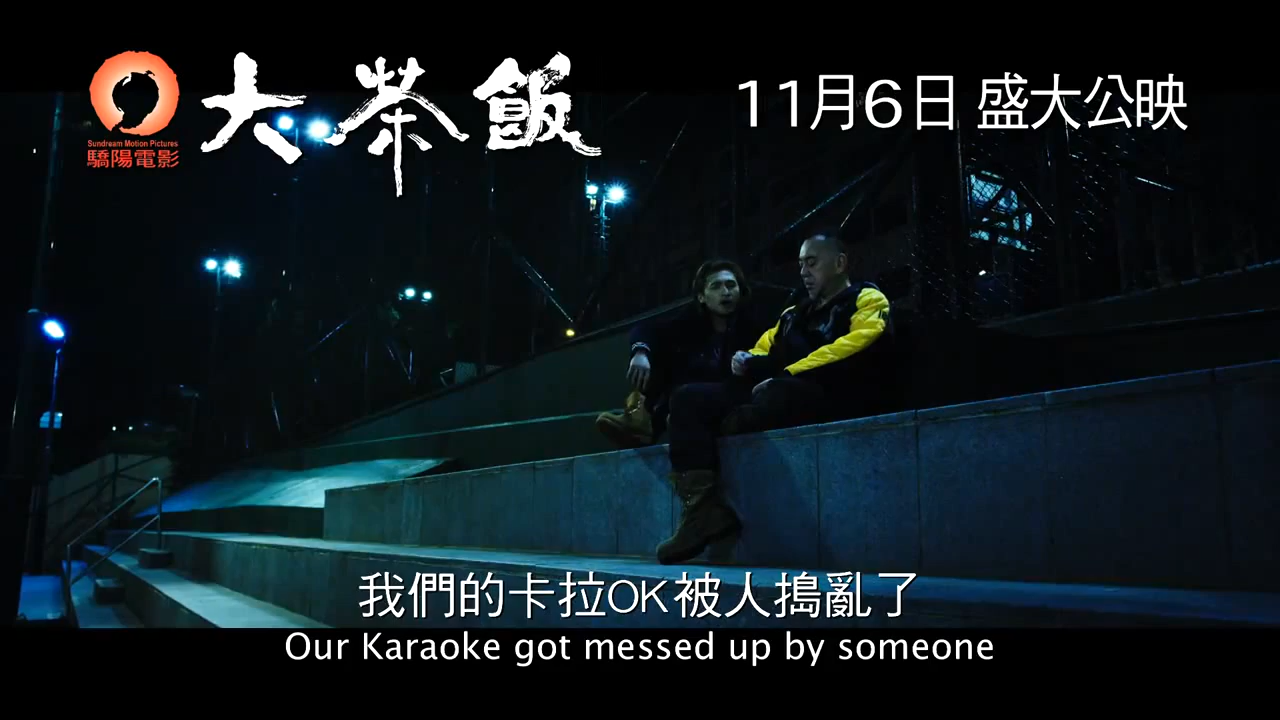 大茶飯
11月6日 盛大公映
Sundream Motion Pictures
驕陽電影
我們的卡拉OK被人搗亂了
Our Karaoke got messed up by someone